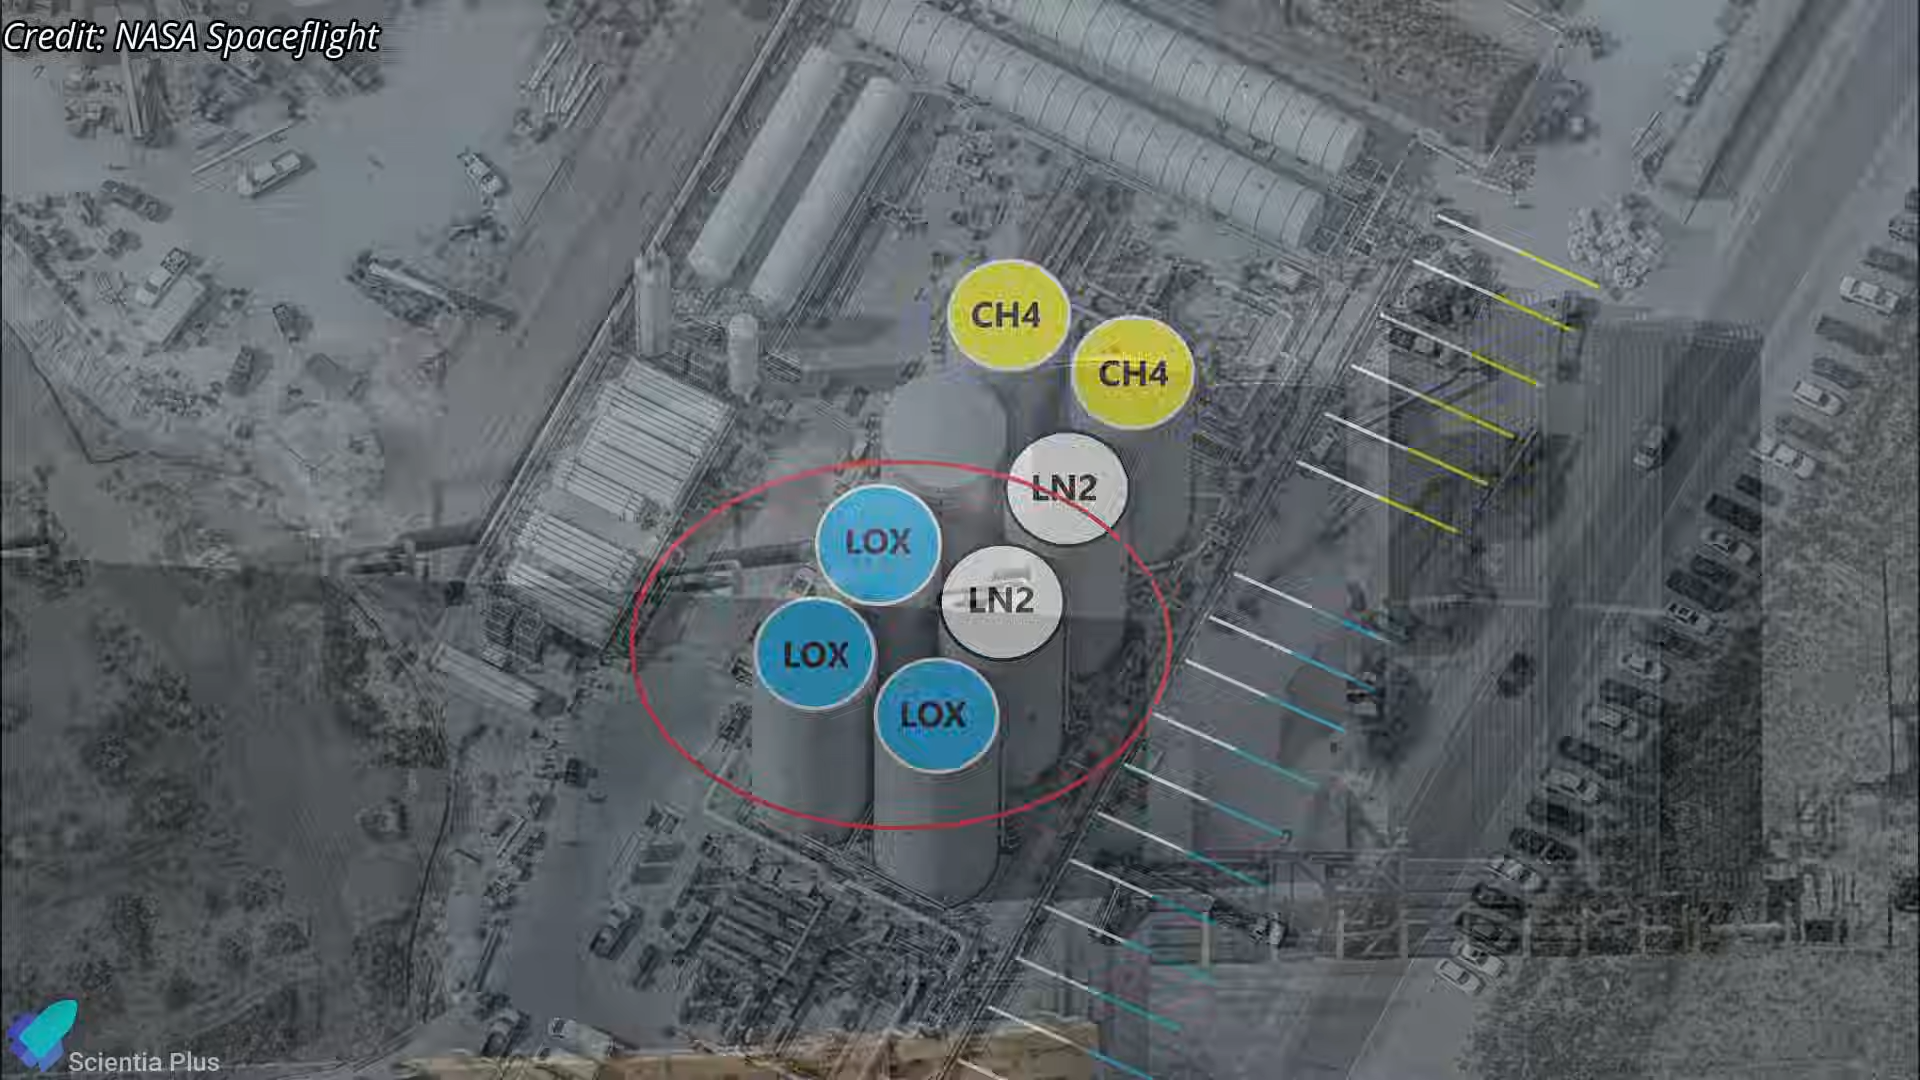 Credit: NASA Spaceflight
CH4
CH4
LN2
LOX
LN2
LOX
LOX
Scientia Plus